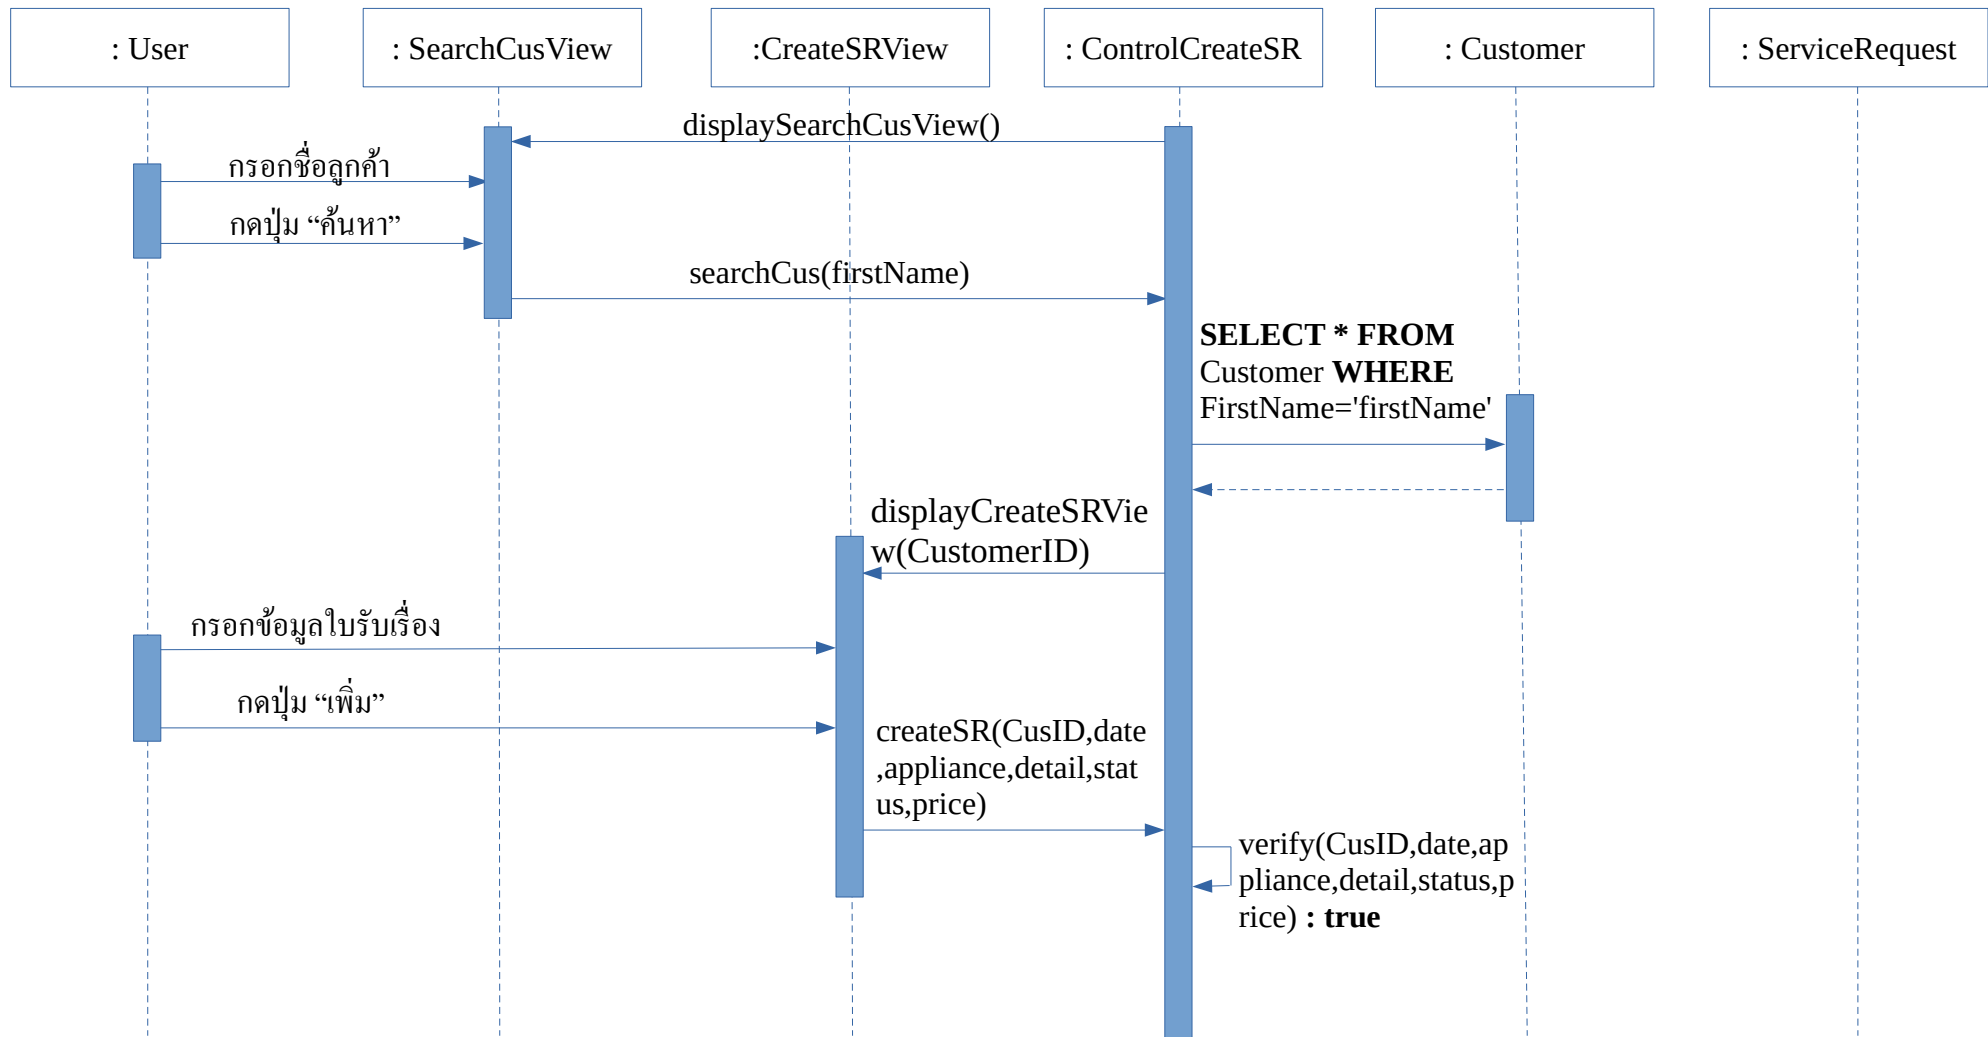 : User
: SearchCusView
:CreateSRView
: ControlCreateSR
: Customer
: ServiceRequest
displaySearchCusView()
กรอกชื่อลูกค้า
กดปุ่ม “ค้นหา”
searchCus(firstName)
SELECT * FROM
Customer WHERE
FirstName='firstName'
displayCreateSRVie
w(CustomerID)
กรอกข้อมูลใบรับเรื่อง
กดปุ่ม “เพิ่ม”
createSR(CusID,date
,appliance,detail,stat
us,price)
verify(CusID,date,ap
pliance,detail,status,p
rice) : true